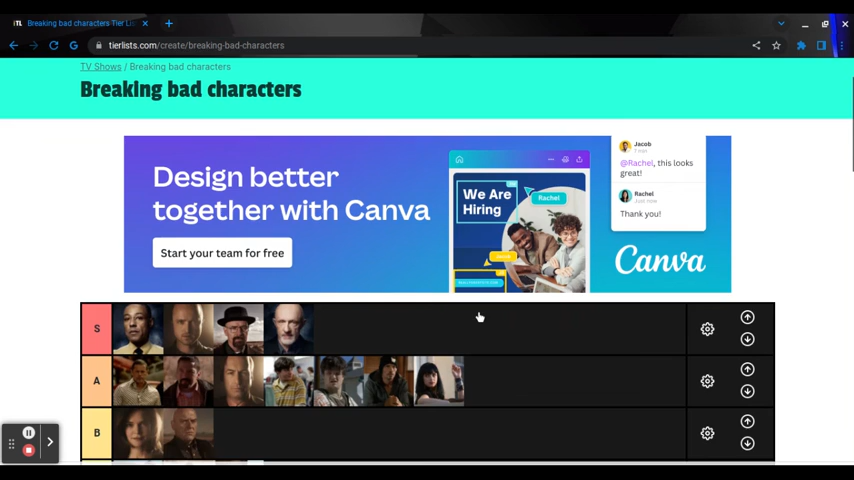 Breaking bad characters Tier Lis
tierlists.com/create/breaking-bad-characters
TV Shows / Breaking bad characters
Breaking bad characters
Design better
together with Canva
Start your team for free
We Are
Hiring
Rachel
Jacob
@Rachel, this looks
great!
Rachel
Just now
Thank you!
Canva
S
A
B